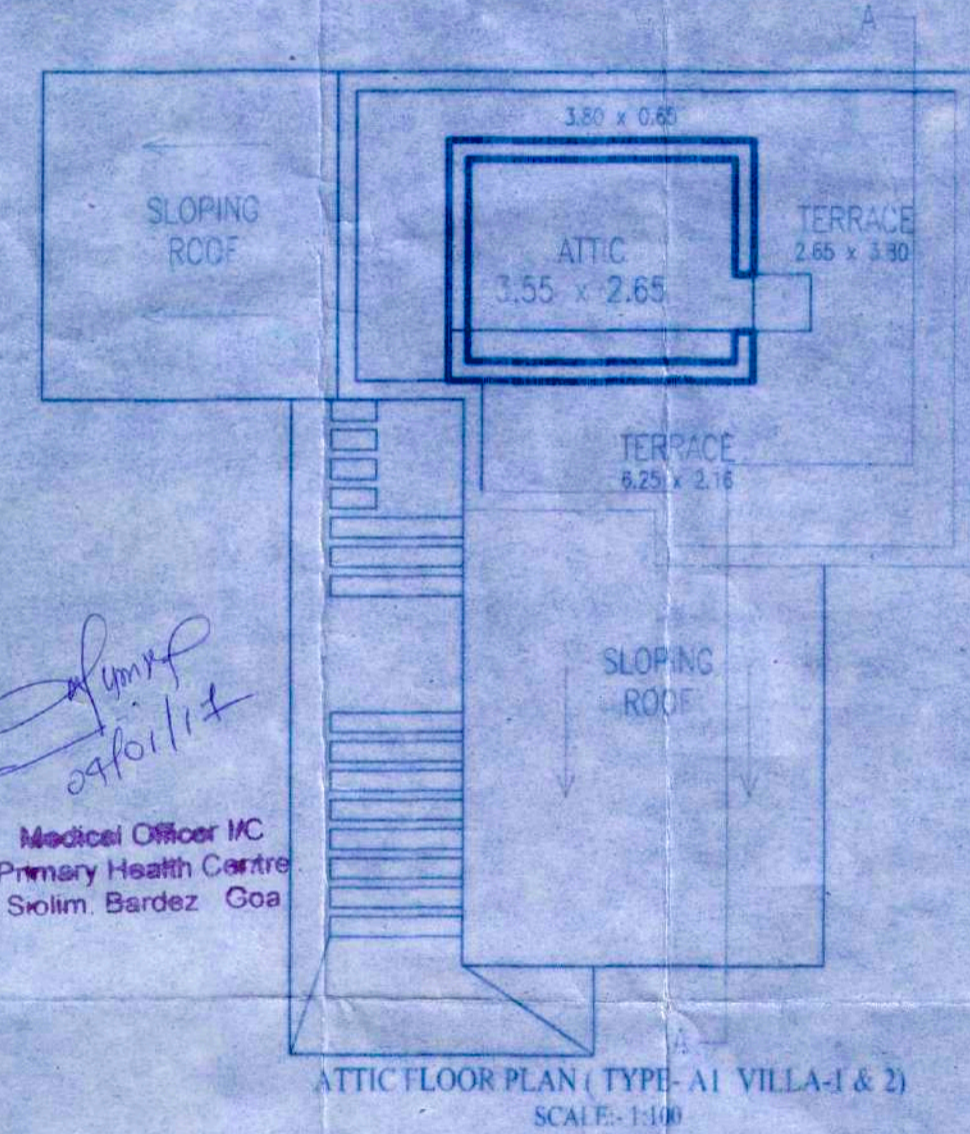 A
3.80 x 0.65
SLOPING
ROOF
ATTIC
3.55 x 2.65
TERRACE
2.65 x 3.80
TERRACE
6.25 x 2.16
SLOPING
ROOF
04/01/17
Medical Officer I/C
Primary Health Centre
Siolim. Bardez Goa
A
ATTIC FLOOR PLAN ( TYPE- A1 VILLA-1 & 2)
SCALE:- 1:100